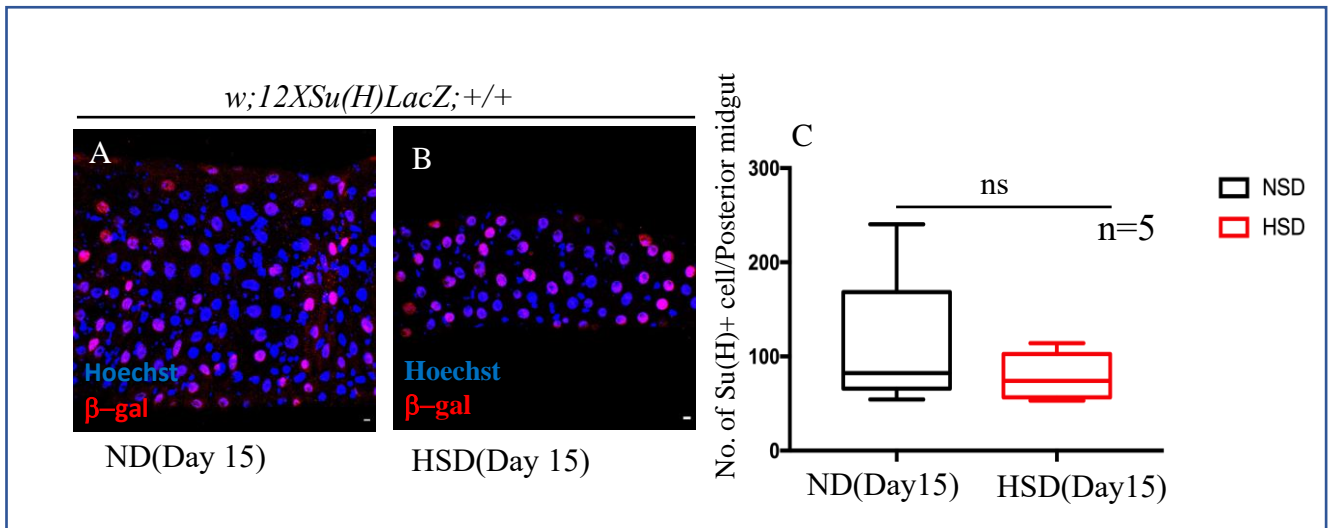 w;12XSu(H)LacZ;+/+
A
Hoechst
β–gal
ND(Day 15)
B
Hoechst
β–gal
HSD(Day 15)
C
No. of Su(H)+ cell/Posterior midgut
300
200
100
0
ns
n=5
ND(Day15)
HSD(Day15)
NSD
HSD